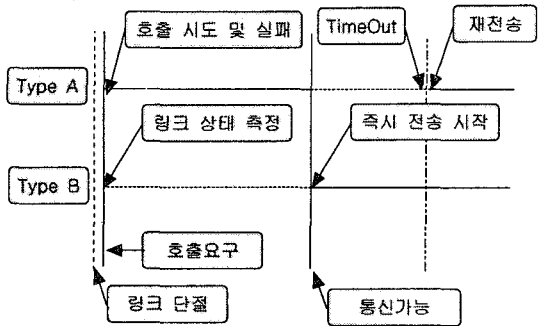 호출 시도 및 실패
TimeOut
재전송
Type A
링크 상태 측정
즉시 전송 시작
Type B
호출요구
링크 단절
통신가능